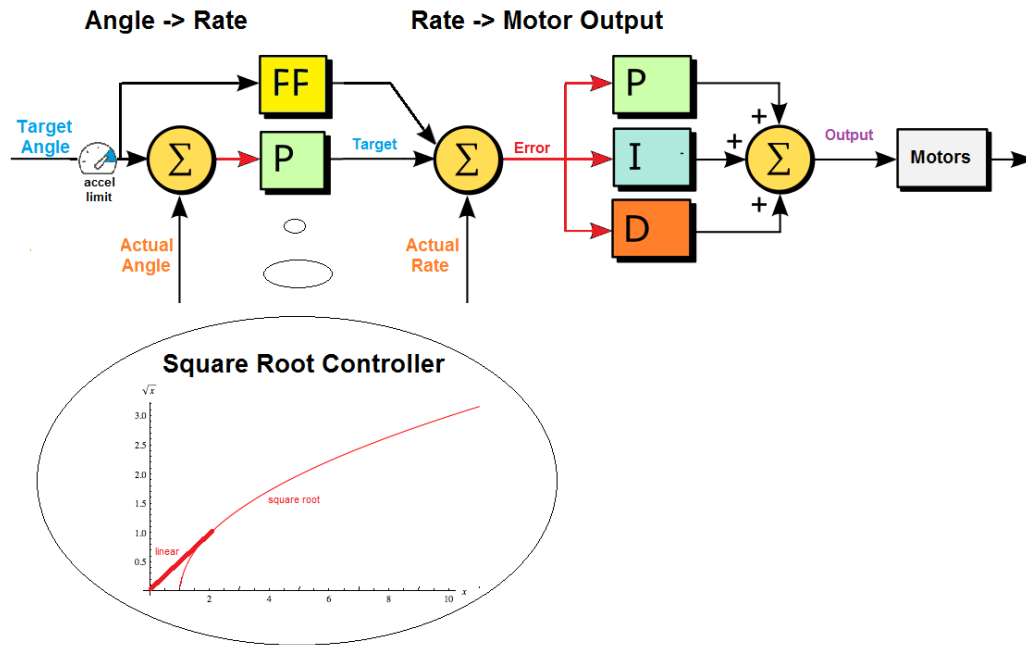 Angle -> Rate
Rate -> Motor Output
FF
P
Target
Angle
accel
limit
Σ
P
Target
Σ
Error
I
D
+
+
+
Σ
Output
Motors
Actual
Angle
Actual
Rate
Square Root Controller
√x
3.0
2.5
2.0
1.5
1.0
0.5
square root
linear
2
4
6
8
10
x